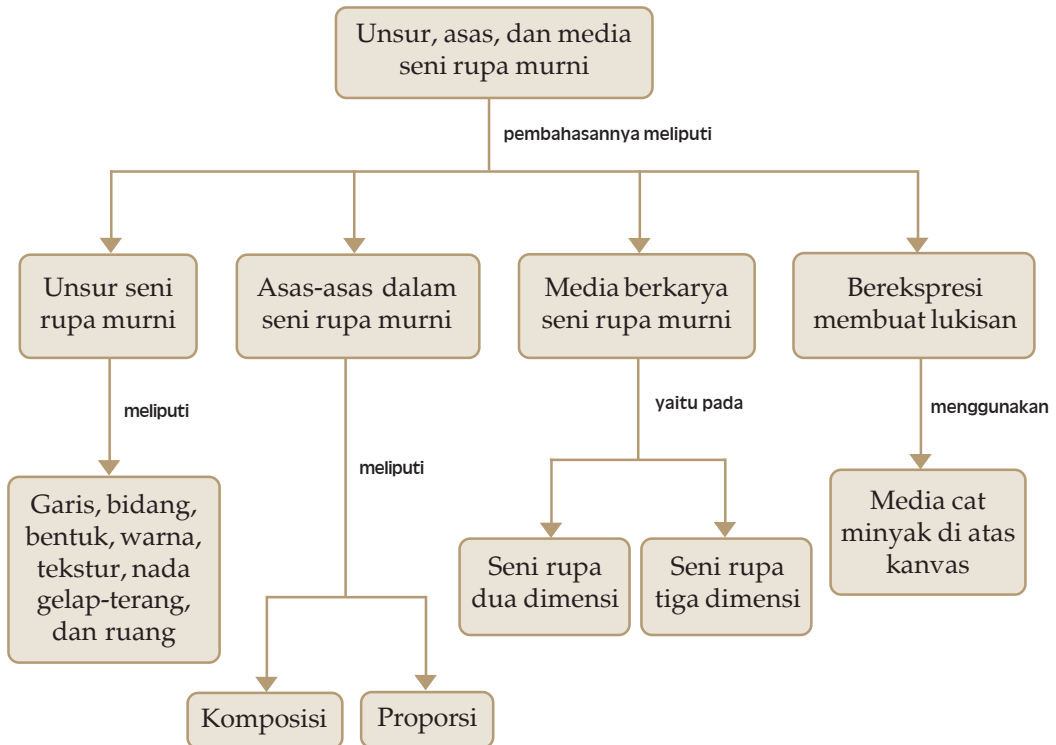 Unsur, asas, dan media
seni rupa murni
pembahasannya meliputi
Unsur seni
rupa murni
Asas-asas dalam
seni rupa murni
Media berkarya
seni rupa murni
Berekspresi
membuat lukisan
meliputi
meliputi
yaitu pada
menggunakan
Garis, bidang,
bentuk, warna,
tekstur, nada
gelap-terang,
dan ruang
Komposisi
Proporsi
Seni rupa
dua dimensi
Seni rupa
tiga dimensi
Media cat
minyak di atas
kanvas